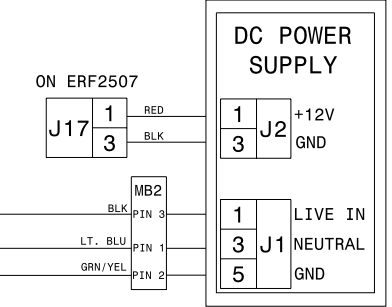 DC POWER
SUPPLY
ON ERF2507
J17
1
3
RED
BLK
1
3
J2
+12V
GND
MB2
BLK
PIN 3
LT. BLU
PIN 1
GRN/YEL
PIN 2
1
3
5
J1
LIVE IN
NEUTRAL
GND